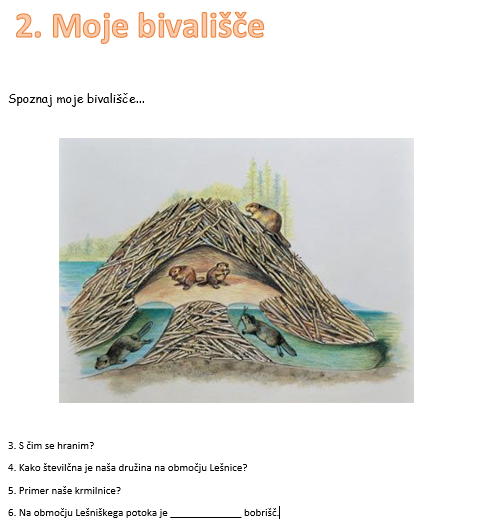 2. Moje bivališče
Spoznaj moje bivališče...
3. S čim se hranim?
4. Kako številčna je naša družina na območju Lešnice?
5. Primer naše krmilnice?
6. Na območju Lešniškega potoka je ______________ bobrišč.